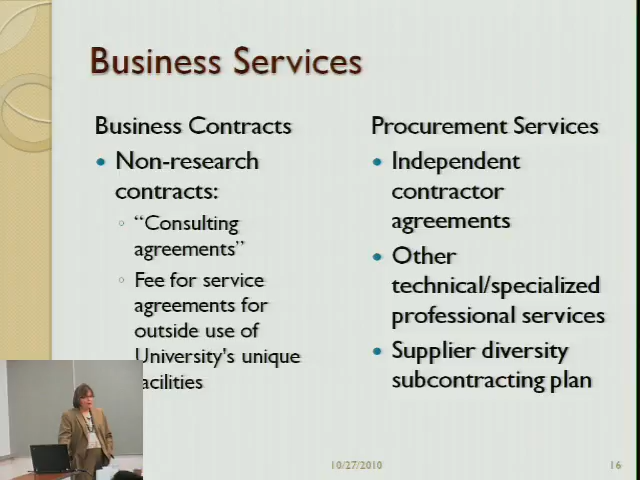 Business Services
Business Contracts
Non-research
contracts:
“Consulting
agreements”
Fee for service
agreements for
outside use of
University's unique
facilities
Procurement Services
Independent
contractor
agreements
Other
technical/specialized
professional services
Supplier diversity
subcontracting plan
10/27/2010
16